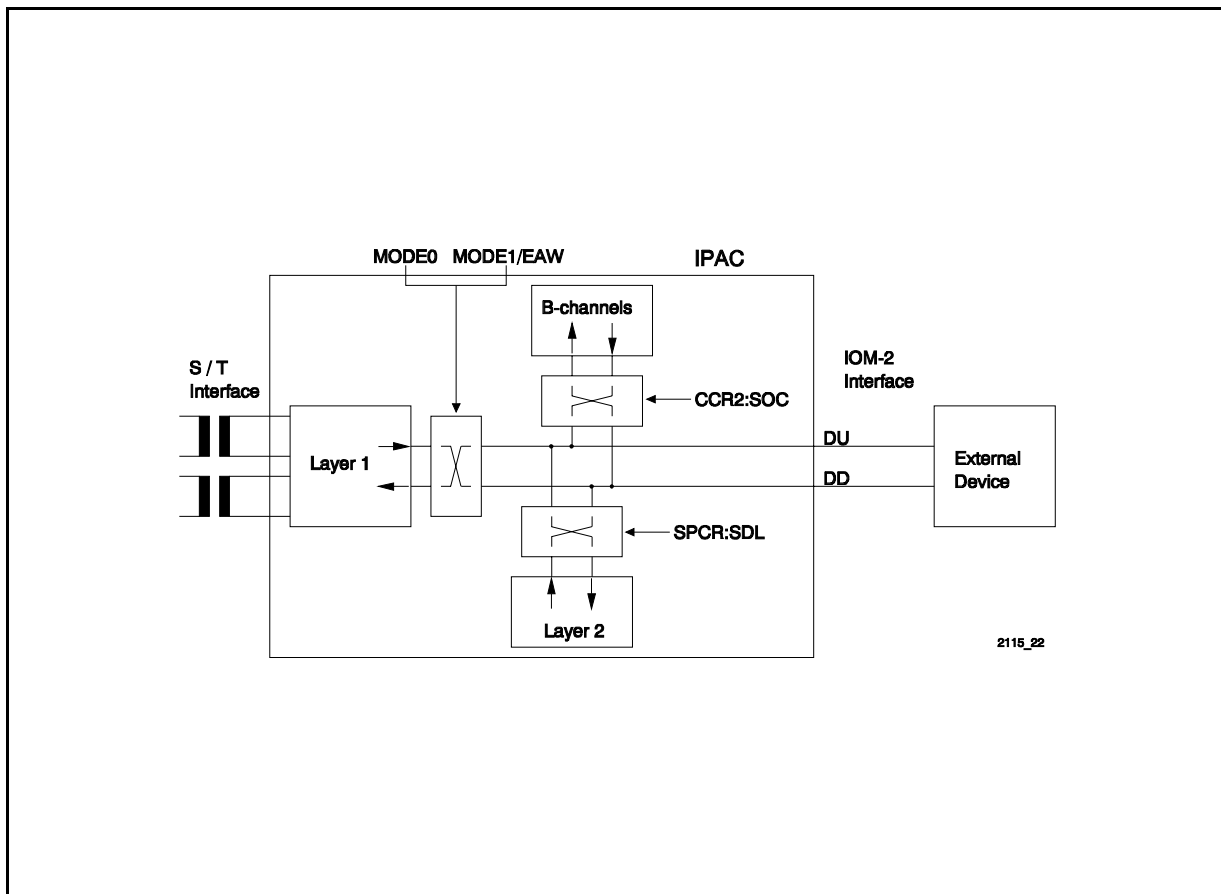 MODE0 MODE1/EAW IPAC
B-channels
S / T
Interface
IOM-2
Interface
CCR2:SOC
DU
Layer 1
External
Device
DD
SPCR:SDL
Layer 2
2115_22